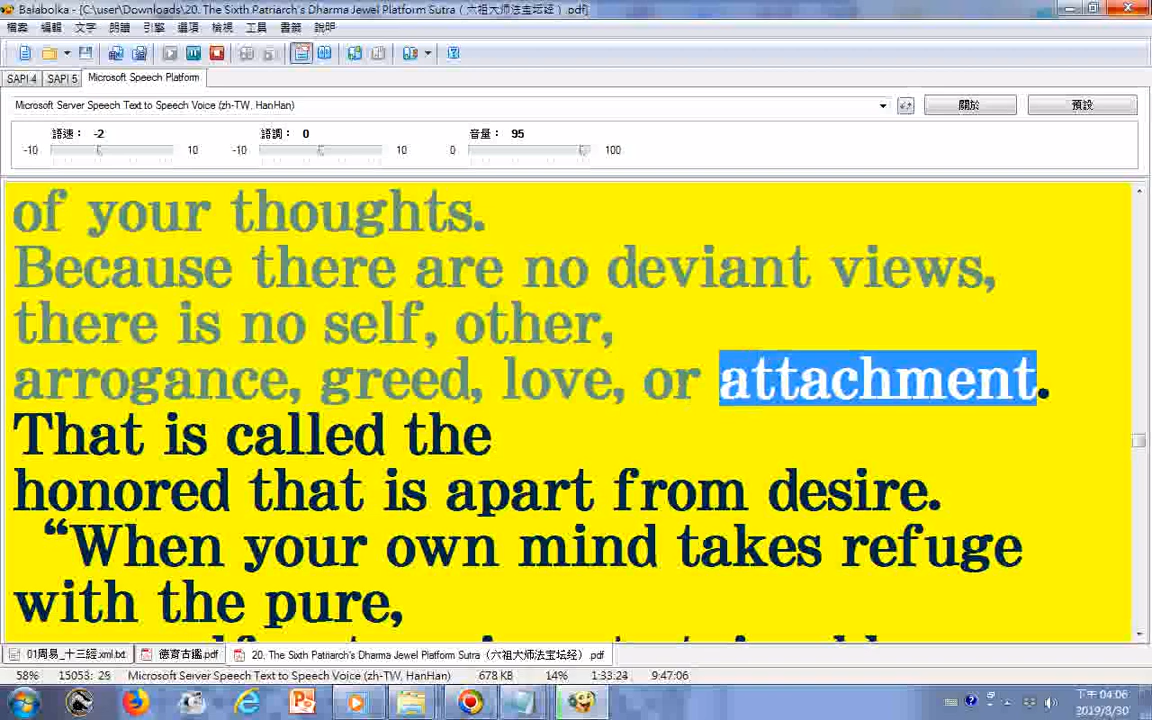 Balabolka - [C:\user\Downloads\20. The Sixth Patriarch's Dharma Jewel Platform Sutra（六祖大师法宝坛经）.pdf]
檔案 編輯 文字 朗讀 引擎 選項 檢視 工具 書籤 說明
SAPI 4 SAPI 5 Microsoft Speech Platform
Microsoft Server Speech Text to Speech Voice (zh-TW, HanHan) 關於 預設
語速： -2 語調： 0 音量： 95
-10 10 -10 10 0 100
of your thoughts.
Because there are no deviant views,
there is no self, other,
arrogance, greed, love, or attachment.
That is called the
honored that is apart from desire.
“When your own mind takes refuge
with the pure,
01周易_十三經.xml.txt 德育古鑑.pdf 20. The Sixth Patriarch's Dharma Jewel Platform Sutra（六祖大师法宝坛经）.pdf
58% 15053: 28 Microsoft Server Speech Text to Speech Voice (zh-TW, HanHan) 678 KB 14% 1:33:24 9:47:06
下午 04:06
2019/8/30